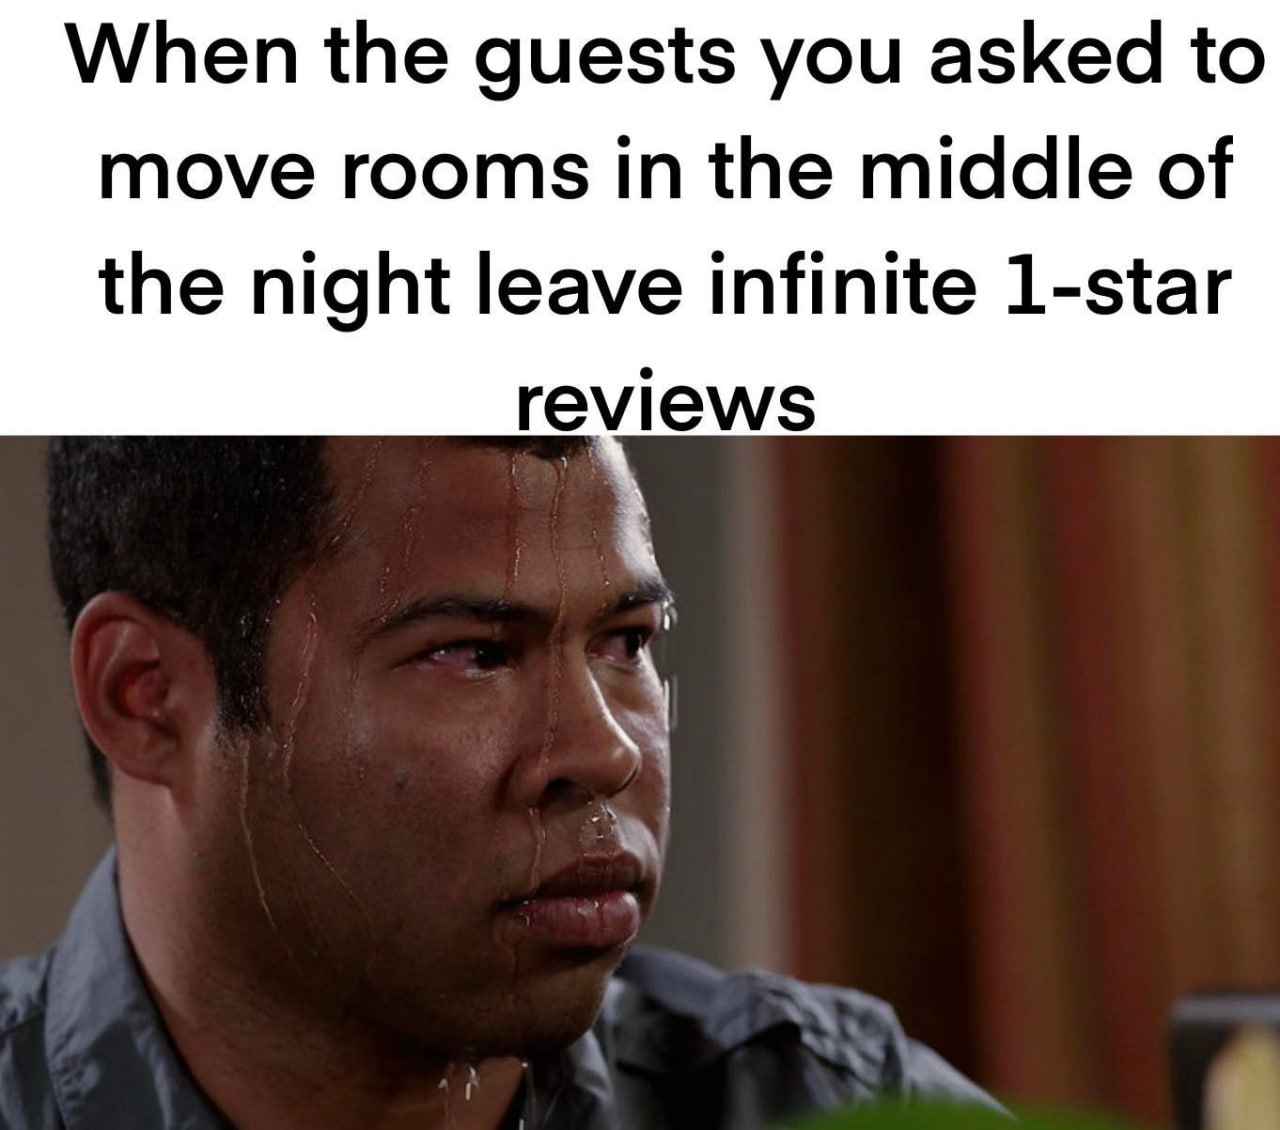 When the guests you asked to
move rooms in the middle of
the night leave infinite 1-star
reviews